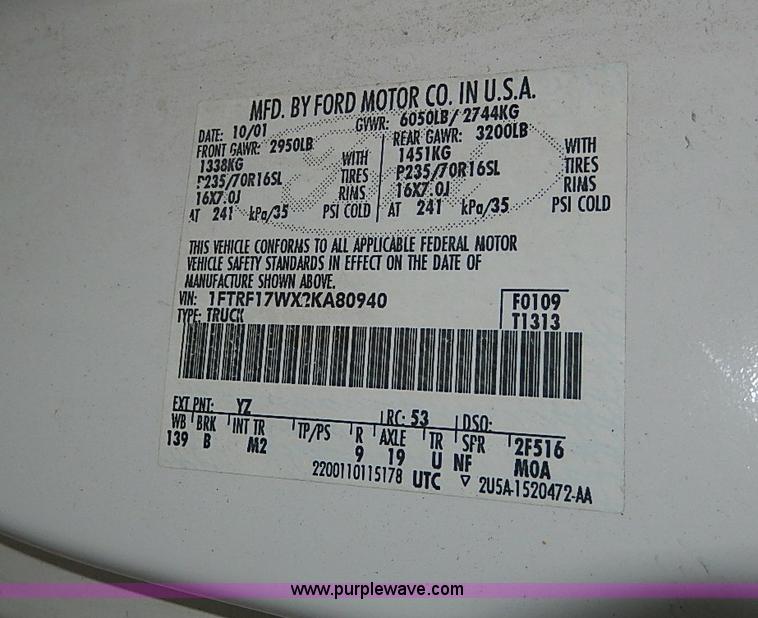 MFD. BY FORD MOTOR CO. IN U.S.A.
DATE: 10/01 GVWR: 6050LB/ 2744KG
FRONT GAWR: 2950LB REAR GAWR: 3200LB
1338KG WITH 1451KG WITH
P235/70R16SL TIRES P235/70R16SL TIRES
16X7.0J RIMS 16X7.0J RIMS
AT 241 kPa/35 PSI COLD AT 241 kPa/35 PSI COLD
THIS VEHICLE CONFORMS TO ALL APPLICABLE FEDERAL MOTOR
VEHICLE SAFETY STANDARDS IN EFFECT ON THE DATE OF
MANUFACTURE SHOWN ABOVE.
VIN: 1FTRF17WX2KA80940 F0109
TYPE: TRUCK T1313
EXT PNT: YZ RC: 53 DSO:
WB BRK INT TR TP/PS R AXLE TR SPR 2F516
139 B M2 9 19 U NF M0A
2200110115178 UTC ▽ 2U5A-1520472-AA
www.purplewave.com